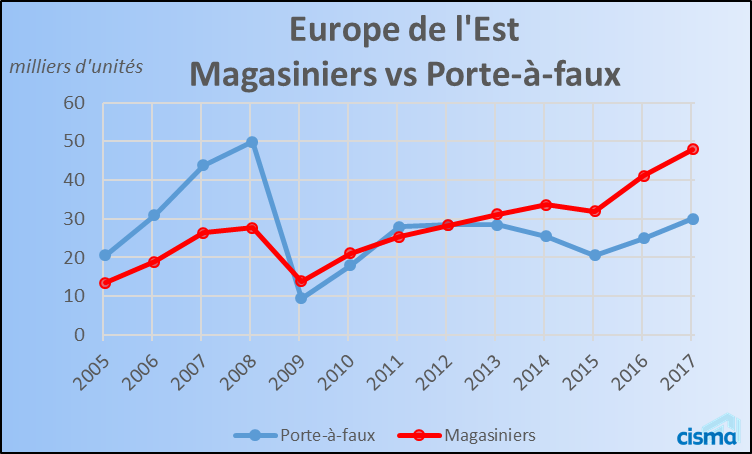 Europe de l'Est
Magasiniers vs Porte-à-faux
milliers d'unités
60
50
40
30
20
10
0
2005 2006 2007 2008 2009 2010 2011 2012 2013 2014 2015 2016 2017
Porte-à-faux Magasiniers
cisma